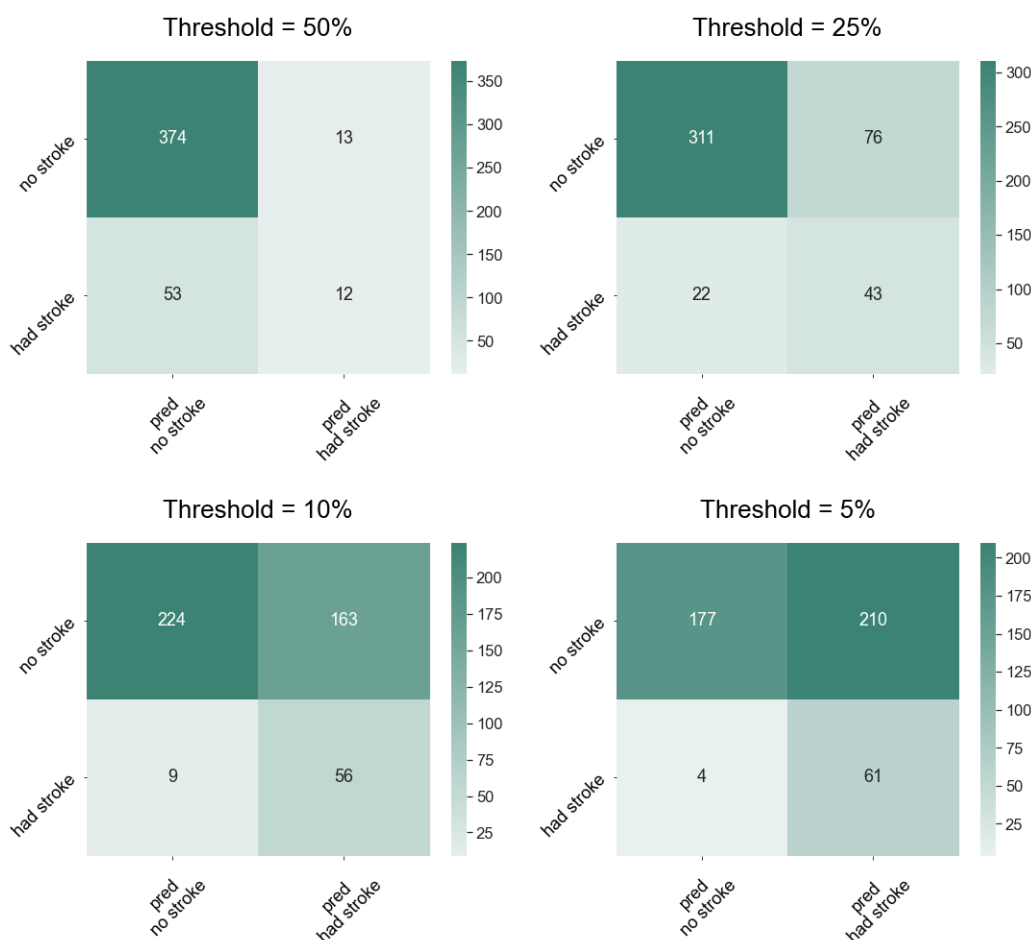 Threshold = 50%
no stroke
had stroke
374
13
53
12
pred
no stroke
pred
had stroke
350
300
250
200
150
100
50
Threshold = 25%
no stroke
had stroke
311
76
22
43
pred
no stroke
pred
had stroke
300
250
200
150
100
50
Threshold = 10%
no stroke
had stroke
224
163
9
56
pred
no stroke
pred
had stroke
200
175
150
125
100
75
50
25
Threshold = 5%
no stroke
had stroke
177
210
4
61
pred
no stroke
pred
had stroke
200
175
150
125
100
75
50
25